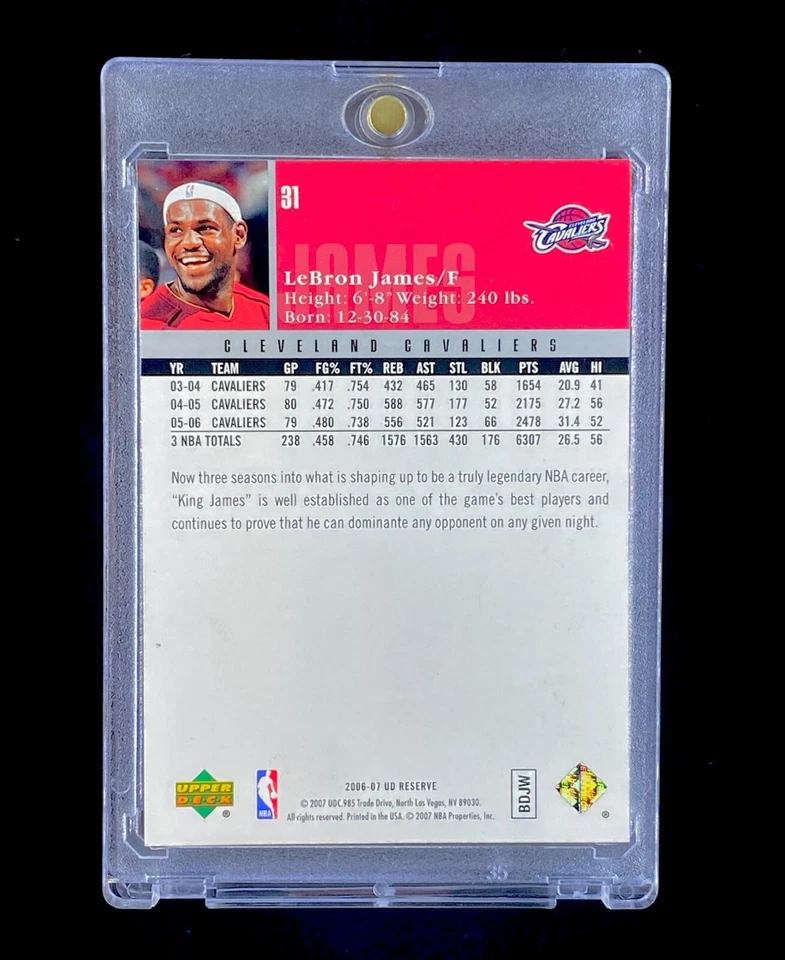 31
CAVALIERS
JAMES
LeBron James/F
Height: 6'-8" Weight: 240 lbs.
Born: 12-30-84
CLEVELAND CAVALIERS
YR TEAM GP FG% FT% REB AST STL BLK PTS AVG HI
03-04 CAVALIERS 79 .417 .754 432 465 130 58 1654 20.9 41
04-05 CAVALIERS 80 .472 .750 588 577 177 52 2175 27.2 56
05-06 CAVALIERS 79 .480 .738 556 521 123 66 2478 31.4 52
3 NBA TOTALS 238 .458 .746 1576 1563 430 176 6307 26.5 56
Now three seasons into what is shaping up to be a truly legendary NBA career,
“King James” is well established as one of the game's best players and
continues to prove that he can dominante any opponent on any given night.
UPPER
DECK
®
NBA
2006-07 UD RESERVE
© 2007 UDC. 985 Trade Drive, North Las Vegas, NV 89030.
All rights reserved. Printed in the USA. © 2007 NBA Properties, Inc.
BDJW
®
35